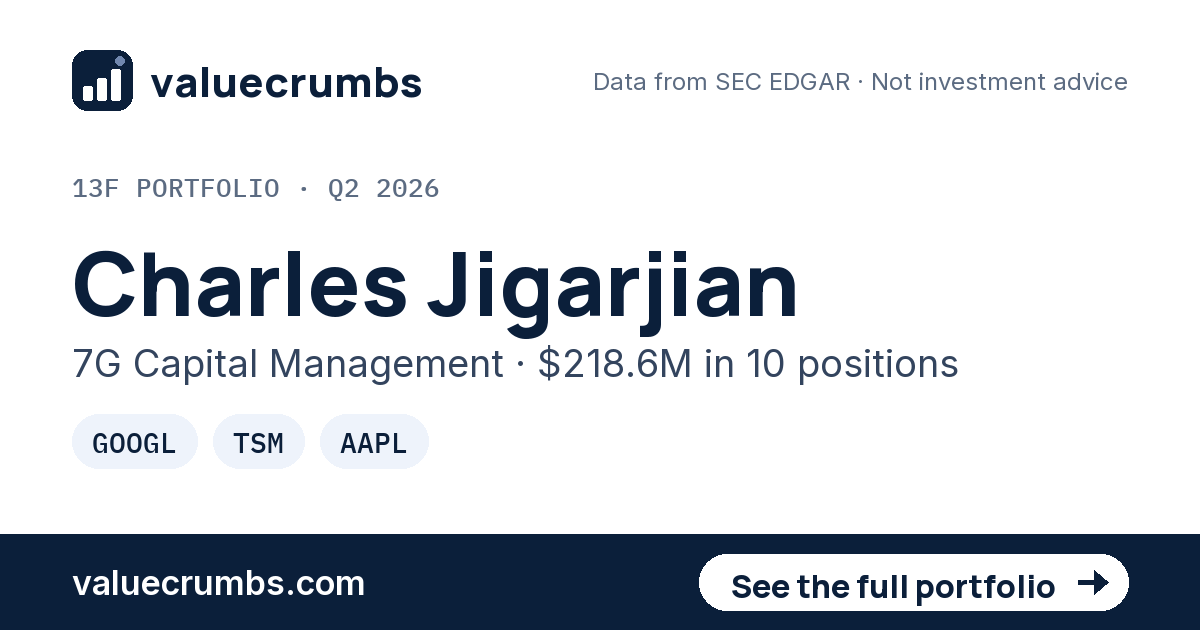 valuecrumbs
Data from SEC EDGAR · Not investment advice
13F PORTFOLIO · Q2 2026
Charles Jigarjian
7G Capital Management · $218.6M in 10 positions
GOOGL TSM AAPL
valuecrumbs.com
See the full portfolio →